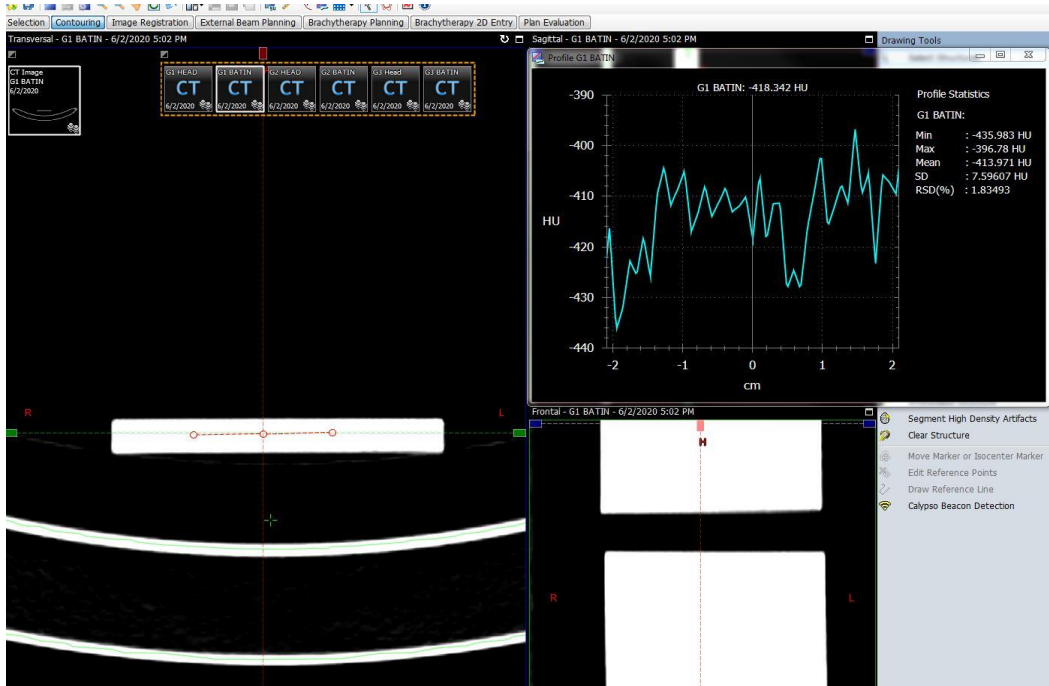 Selection Contouring Image Registration External Beam Planning Brachytherapy Planning Brachytherapy 2D Entry Plan Evaluation
Transversal - G1 BATIN - 6/2/2020 5:02 PM
CT Image
G1 BATIN
6/2/2020
G1 HEAD
CT
6/2/2020
G1 BATIN
CT
6/2/2020
G2 HEAD
CT
6/2/2020
G2 BATIN
CT
6/2/2020
G3 Head
CT
6/2/2020
G3 BATIN
CT
6/2/2020
R
L
Sagittal - G1 BATIN - 6/2/2020 5:02 PM
Profile G1 BATIN
G1 BATIN: -418.342 HU
-390
-400
-410
HU
-420
-430
-440
-2 -1 0 1 2
cm
Profile Statistics
G1 BATIN:
Min : -435.983 HU
Max : -396.78 HU
Mean : -413.971 HU
SD : 7.59607 HU
RSD(%) : 1.83493
Frontal - G1 BATIN - 6/2/2020 5:02 PM
H
R
L
Drawing Tools
Segment High Density Artifacts
Clear Structure
Move Marker or Isocenter Marker
Edit Reference Points
Draw Reference Line
Calypso Beacon Detection